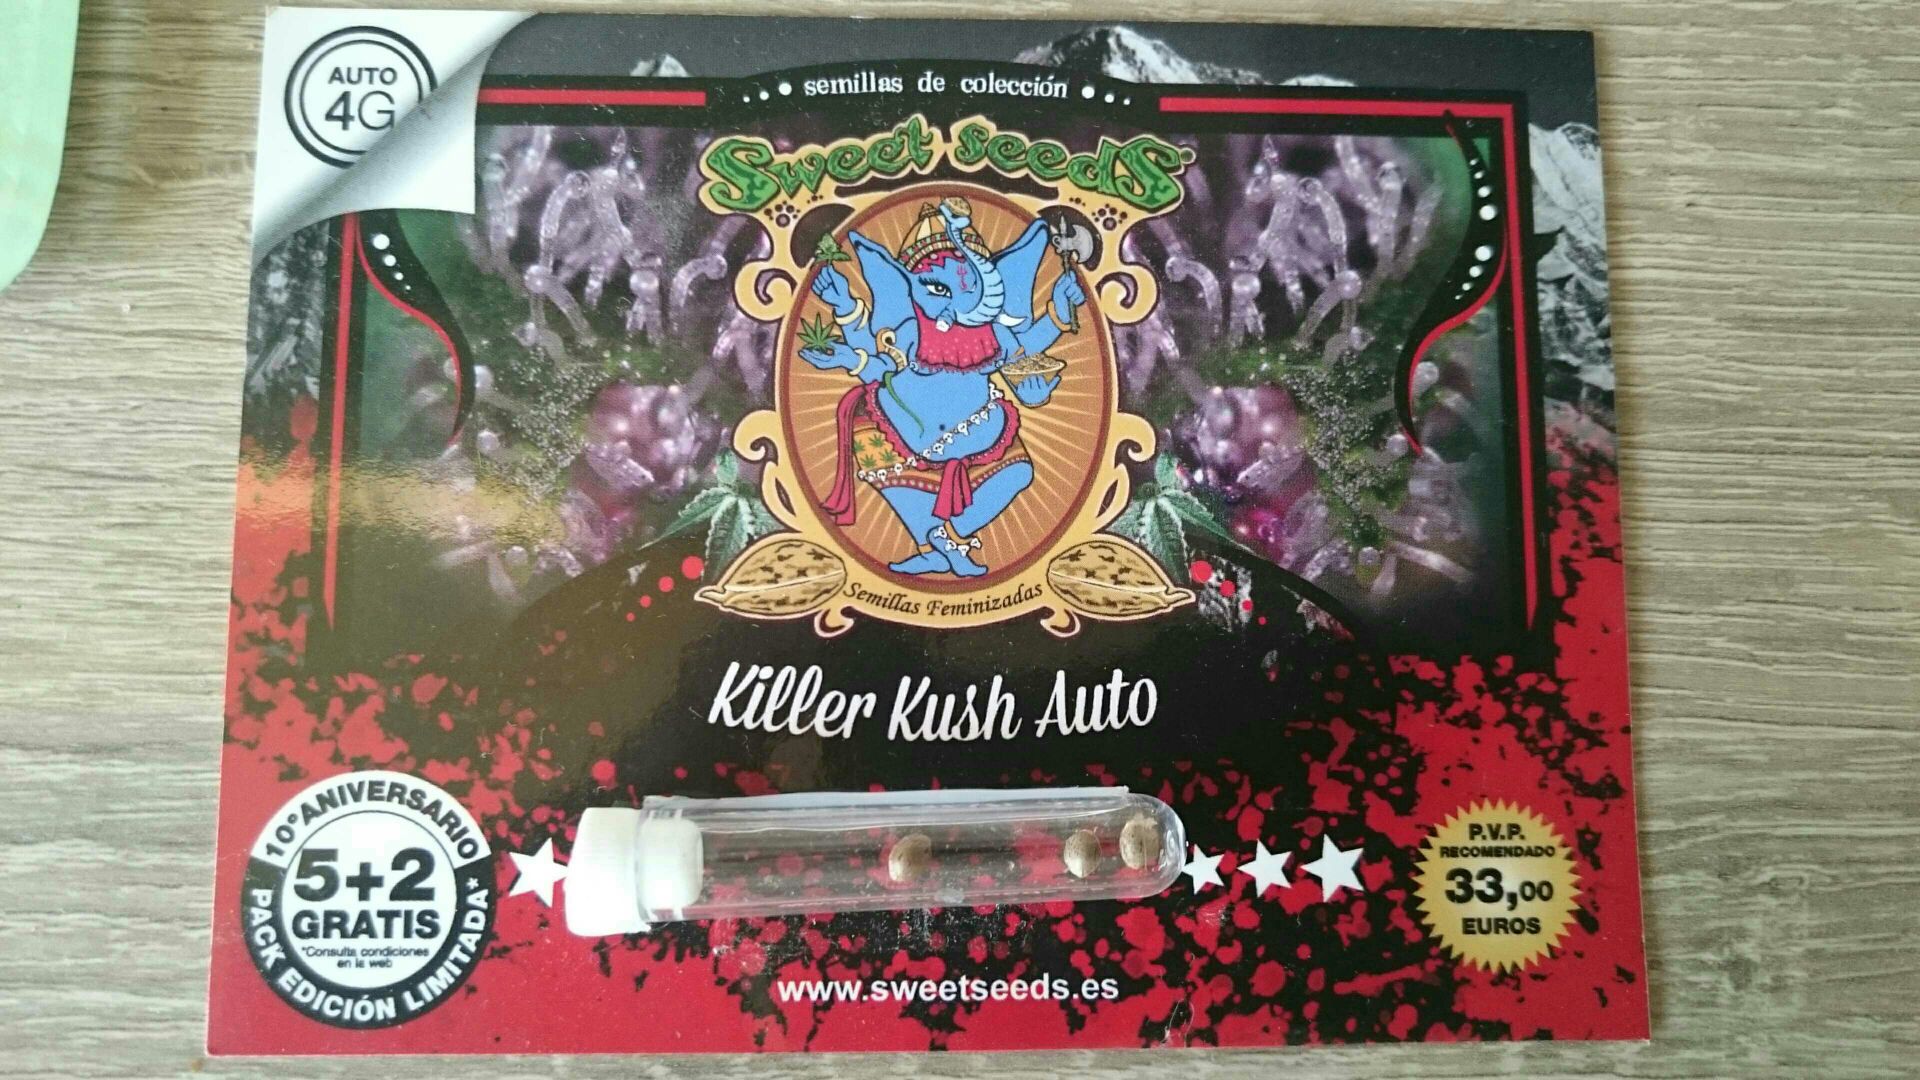 AUTO
4G
semillas de colección
Sweet Seeds®
Semillas Feminizadas
Killer Kush Auto
10º ANIVERSARIO
5+2
GRATIS
*Consulta condiciones
en la web
PACK EDICIÓN LIMITADA*
P.V.P.
RECOMENDADO
33,00
EUROS
www.sweetseeds.es